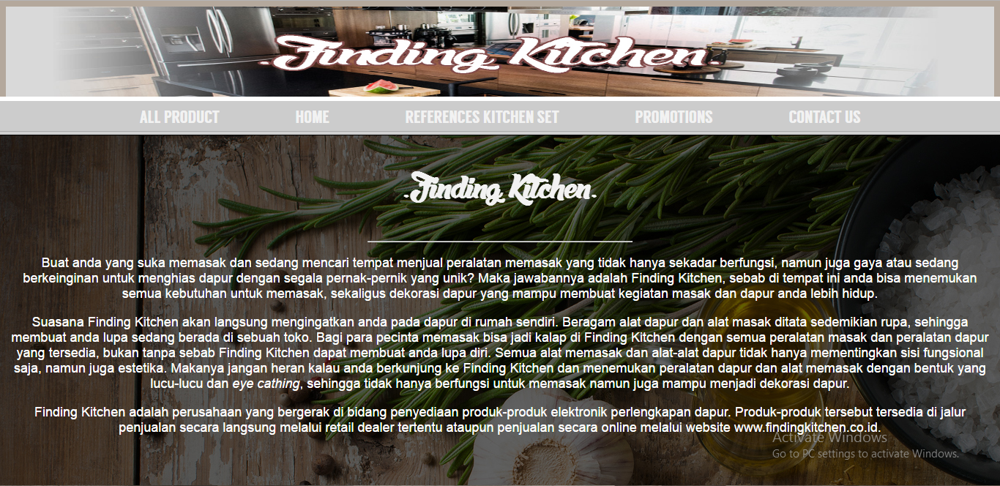 Finding Kitchen
ALL PRODUCT HOME REFERENCES KITCHEN SET PROMOTIONS CONTACT US
Finding Kitchen
Buat anda yang suka memasak dan sedang mencari tempat menjual peralatan memasak yang tidak hanya sekadar berfungsi, namun juga gaya atau sedang
berkeinginan untuk menghias dapur dengan segala pernak-pernik yang unik? Maka jawabannya adalah Finding Kitchen, sebab di tempat ini anda bisa menemukan
semua kebutuhan untuk memasak, sekaligus dekorasi dapur yang mampu membuat kegiatan masak dan dapur anda lebih hidup.
Suasana Finding Kitchen akan langsung mengingatkan anda pada dapur di rumah sendiri. Beragam alat dapur dan alat masak ditata sedemikian rupa, sehingga
membuat anda lupa sedang berada di sebuah toko. Bagi para pecinta memasak bisa jadi kalap di Finding Kitchen dengan semua peralatan masak dan peralatan dapur
yang tersedia, bukan tanpa sebab Finding Kitchen dapat membuat anda lupa diri. Semua alat memasak dan alat-alat dapur tidak hanya mementingkan sisi fungsional
saja, namun juga estetika. Makanya jangan heran kalau anda berkunjung ke Finding Kitchen dan menemukan peralatan dapur dan alat memasak dengan bentuk yang
lucu-lucu dan eye cathing, sehingga tidak hanya berfungsi untuk memasak namun juga mampu menjadi dekorasi dapur.
Finding Kitchen adalah perusahaan yang bergerak di bidang penyediaan produk-produk elektronik perlengkapan dapur. Produk-produk tersebut tersedia di jalur
penjualan secara langsung melalui retail dealer tertentu ataupun penjualan secara online melalui website www.findingkitchen.co.id.
Activate Windows
Go to PC settings to activate Windows.